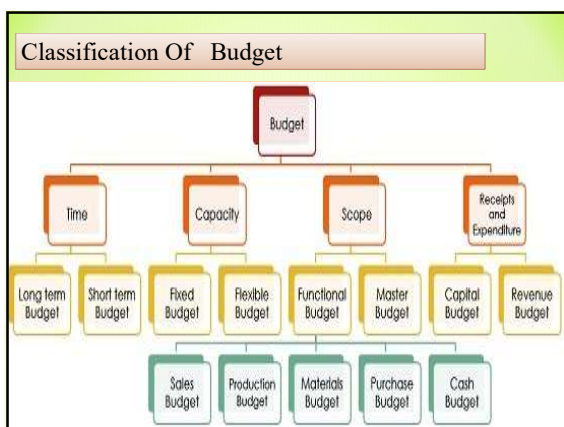 Classification Of Budget
Budget
Time
Capacity
Scope
Receipts
and
Expenditure
Long term
Budget
Short term
Budget
Fixed
Budget
Flexible
Budget
Functional
Budget
Master
Budget
Capital
Budget
Revenue
Budget
Sales
Budget
Production
Budget
Materials
Budget
Purchase
Budget
Cash
Budget